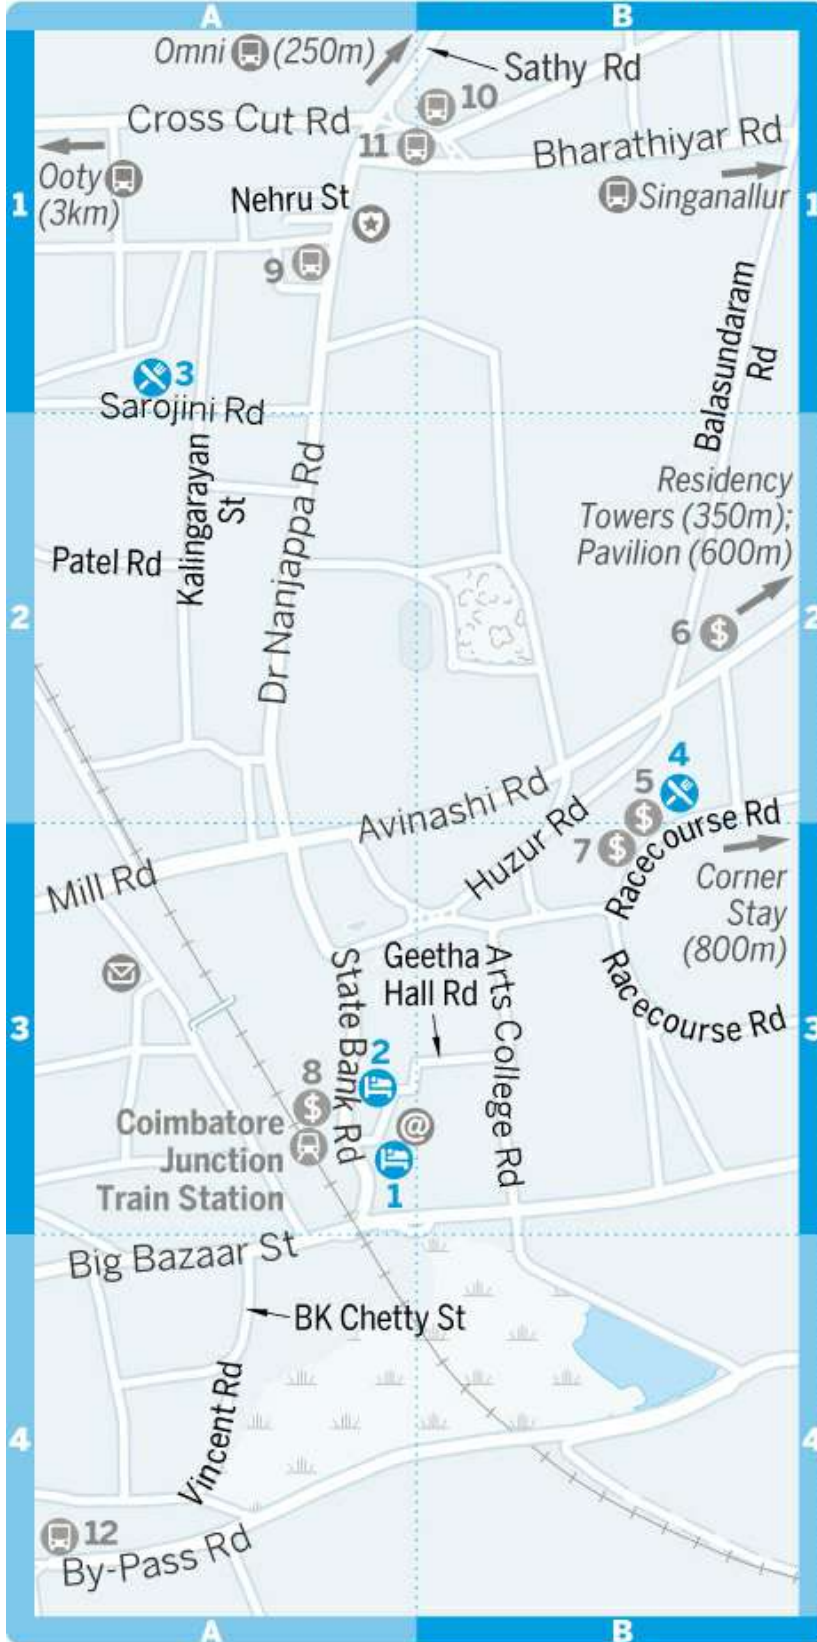 A
B
Omni (250m)
Sathy Rd
10
Cross Cut Rd
11
Bharathiyar Rd
Ooty
(3km)
1
Nehru St
Singanallur
1
9
Balasundaram
Rd
3
Sarojini Rd
Kalingarayan
St
Dr Nanjappa Rd
Residency
Towers (350m);
Pavilion (600m)
Patel Rd
2
6
2
4
5
Avinashi Rd
Huzur Rd
7
Racecourse Rd
Mill Rd
Corner
Stay
(800m)
State Bank Rd
Geetha
Hall Rd
Arts College Rd
Racecourse Rd
3
3
2
8
@
Coimbatore
Junction
Train Station
1
Big Bazaar St
BK Chetty St
Vincent Rd
4
4
12
By-Pass Rd
A
B